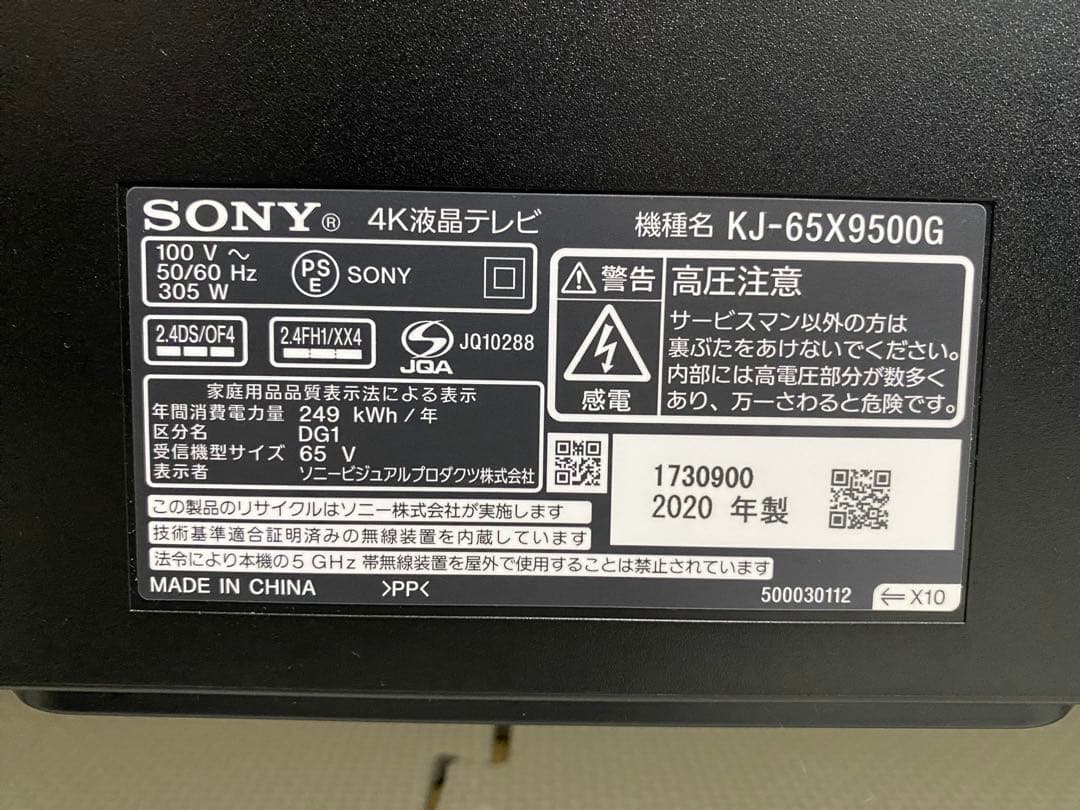 SONY® 4K液晶テレビ 機種名 KJ-65X9500G
100 V ～
50/60 Hz
305 W
PS
E
SONY
2.4DS/OF4
2.4FH1/XX4
JQA
JQ10288
家庭用品品質表示法による表示
年間消費電力量 249 kWh / 年
区分名 DG1
受信機型サイズ 65 V
表示者 ソニービジュアルプロダクツ株式会社
警告 高圧注意
感電
サービスマン以外の方は
裏ぶたをあけないでください。
内部には高電圧部分が数多く
あり、万一さわると危険です。
1730900
2020 年製
この製品のリサイクルはソニー株式会社が実施します
技術基準適合証明済みの無線装置を内蔵しています
法令により本機の5 GHz 帯無線装置を屋外で使用することは禁止されています
MADE IN CHINA >PP< 500030112 ⇐ X10